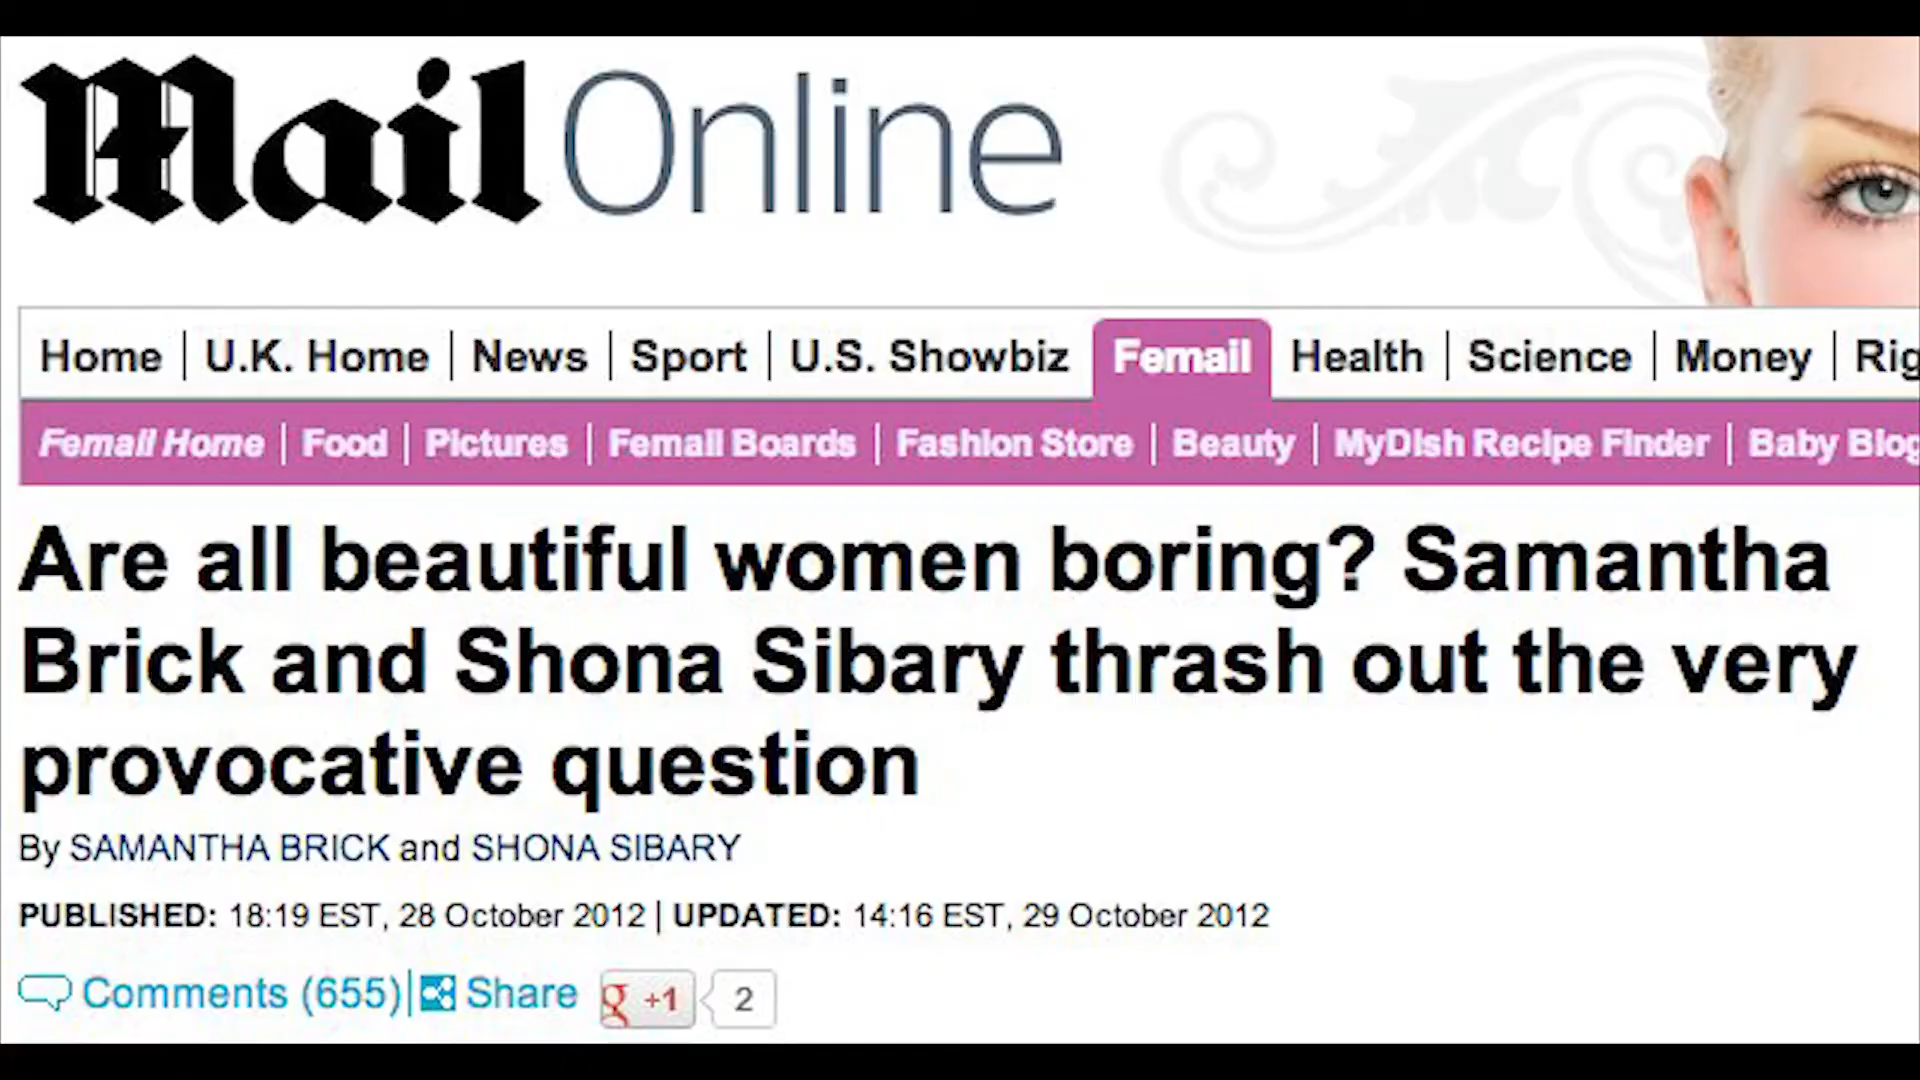 Mail Online
Home | U.K. Home | News | Sport | U.S. Showbiz | Femail | Health | Science | Money | Rig
Femail Home | Food | Pictures | Femail Boards | Fashion Store | Beauty | MyDish Recipe Finder | Baby Blog
Are all beautiful women boring? Samantha
Brick and Shona Sibary thrash out the very
provocative question
By SAMANTHA BRICK and SHONA SIBARY
PUBLISHED: 18:19 EST, 28 October 2012 | UPDATED: 14:16 EST, 29 October 2012
Comments (655) | Share g +1 2